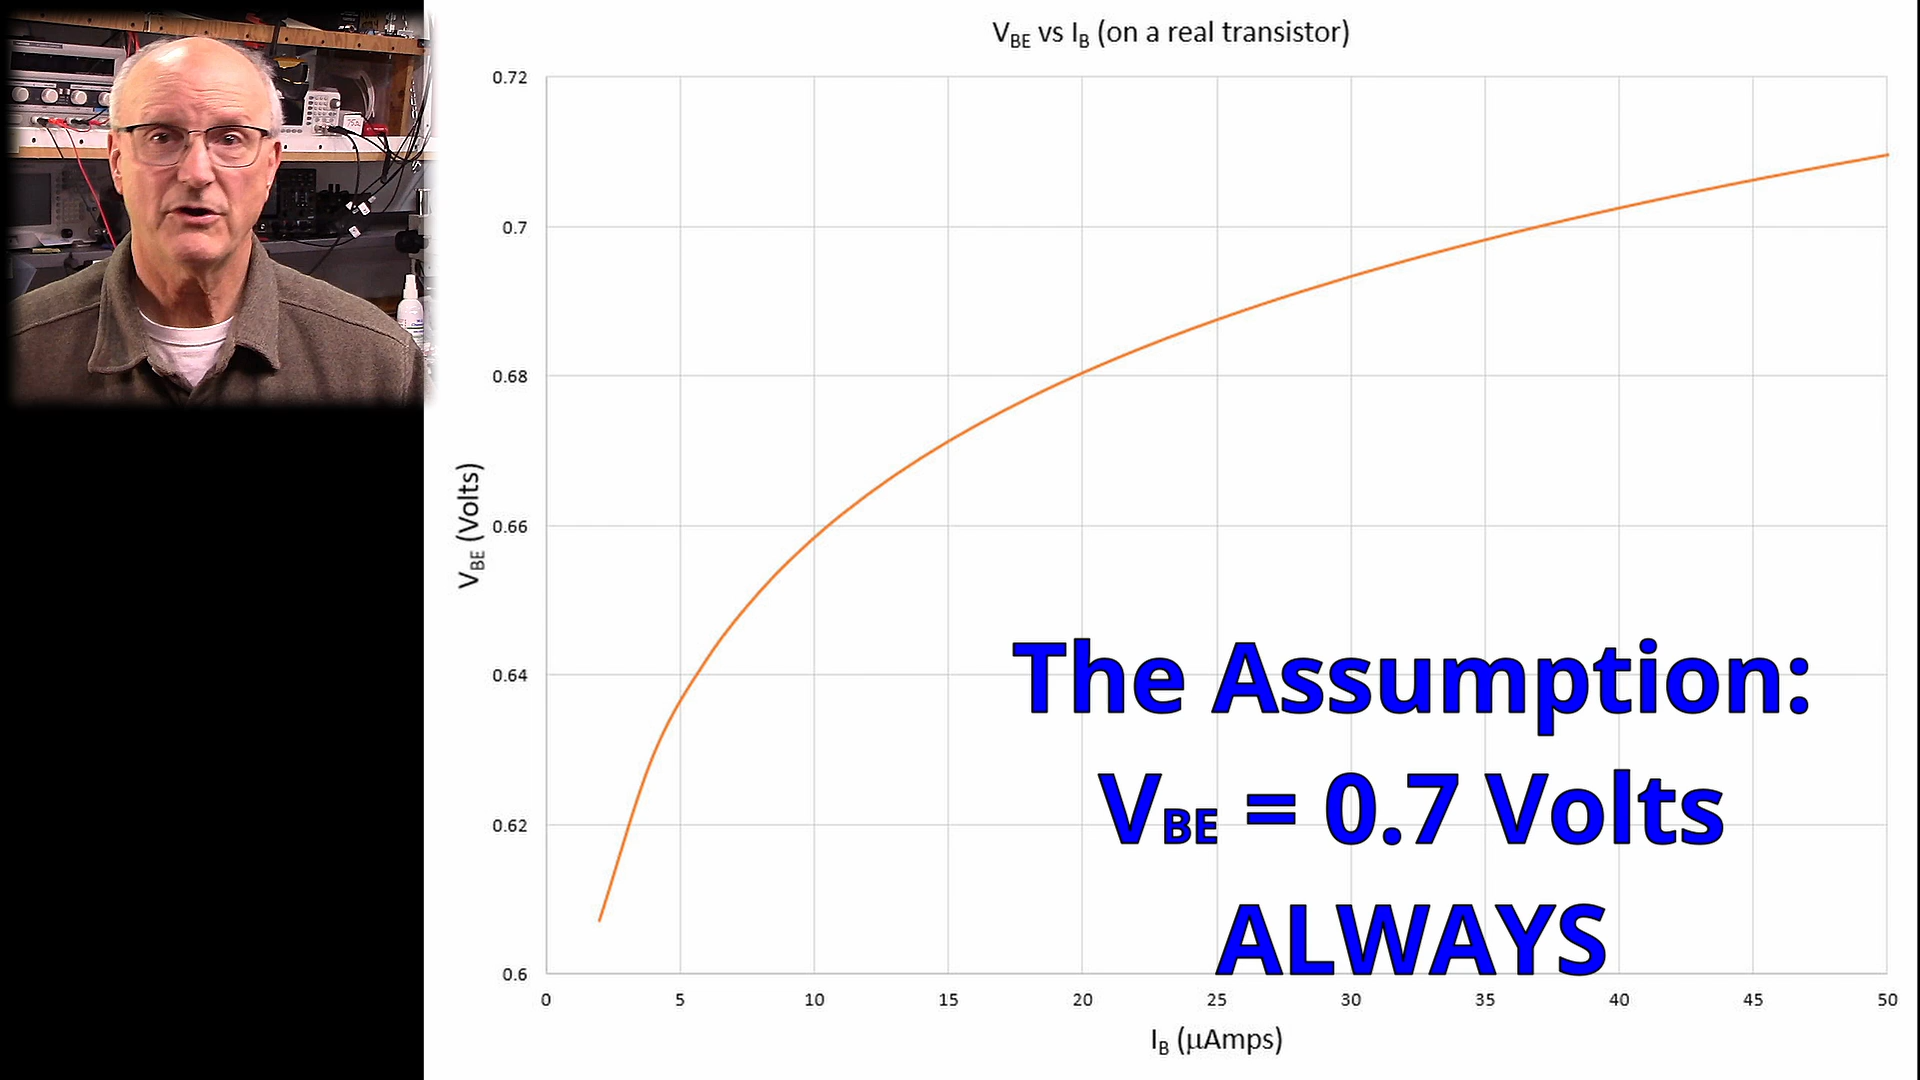 V_BE vs I_B (on a real transistor)
0.72
0.7
0.68
0.66
0.64
0.62
0.6
V_BE (Volts)
The Assumption:
VBE = 0.7 Volts
ALWAYS
0 5 10 15 20 25 30 35 40 45 50
I_B (μAmps)